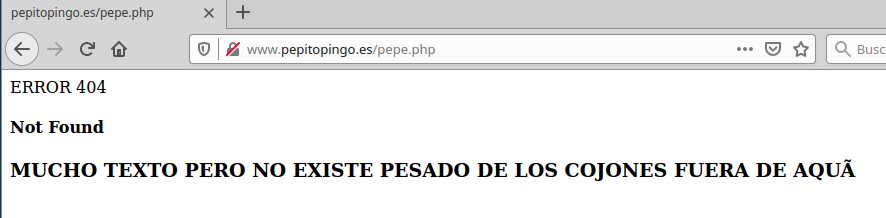 pepitopingo.es/pepe.php
www.pepitopingo.es/pepe.php
Busc
ERROR 404
Not Found
MUCHO TEXTO PERO NO EXISTE PESADO DE LOS COJONES FUERA DE AQUÃ